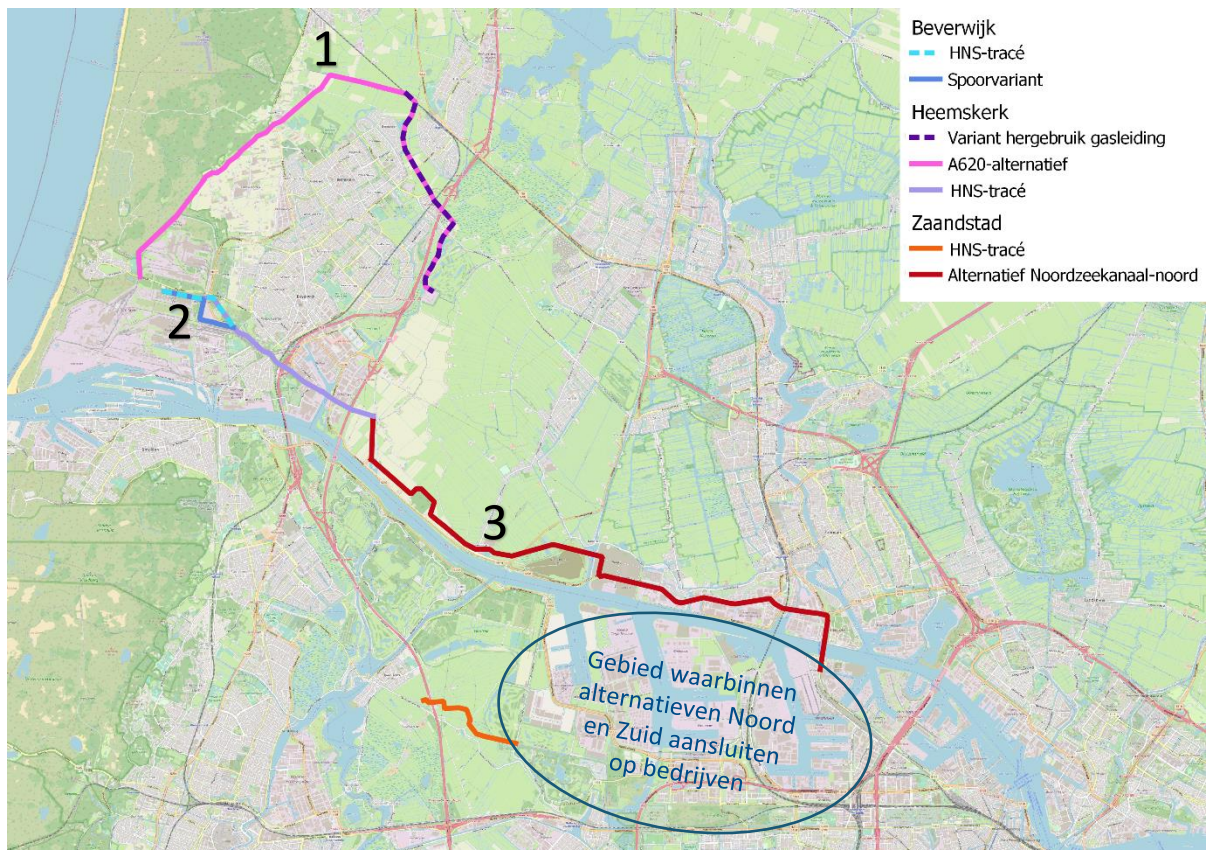 1
2
3
Gebied waarbinnen
alternatieven Noord
en Zuid aansluiten
op bedrijven
Beverwijk
HNS-tracé
Spoorvariant
Heemskerk
Variant hergebruik gasleiding
A620-alternatief
HNS-tracé
Zaandstad
HNS-tracé
Alternatief Noordzeekanaal-noord